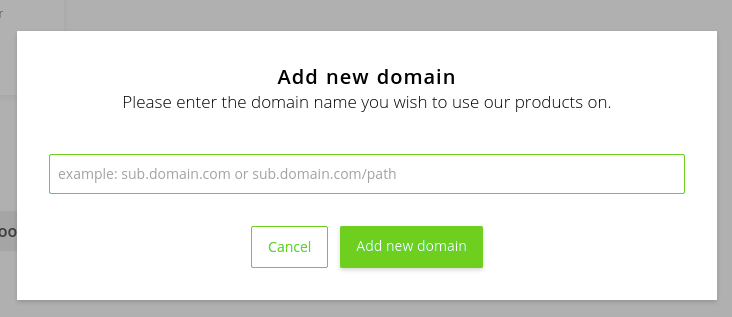 Add new domain
Please enter the domain name you wish to use our products on.
example: sub.domain.com or sub.domain.com/path
Cancel
Add new domain